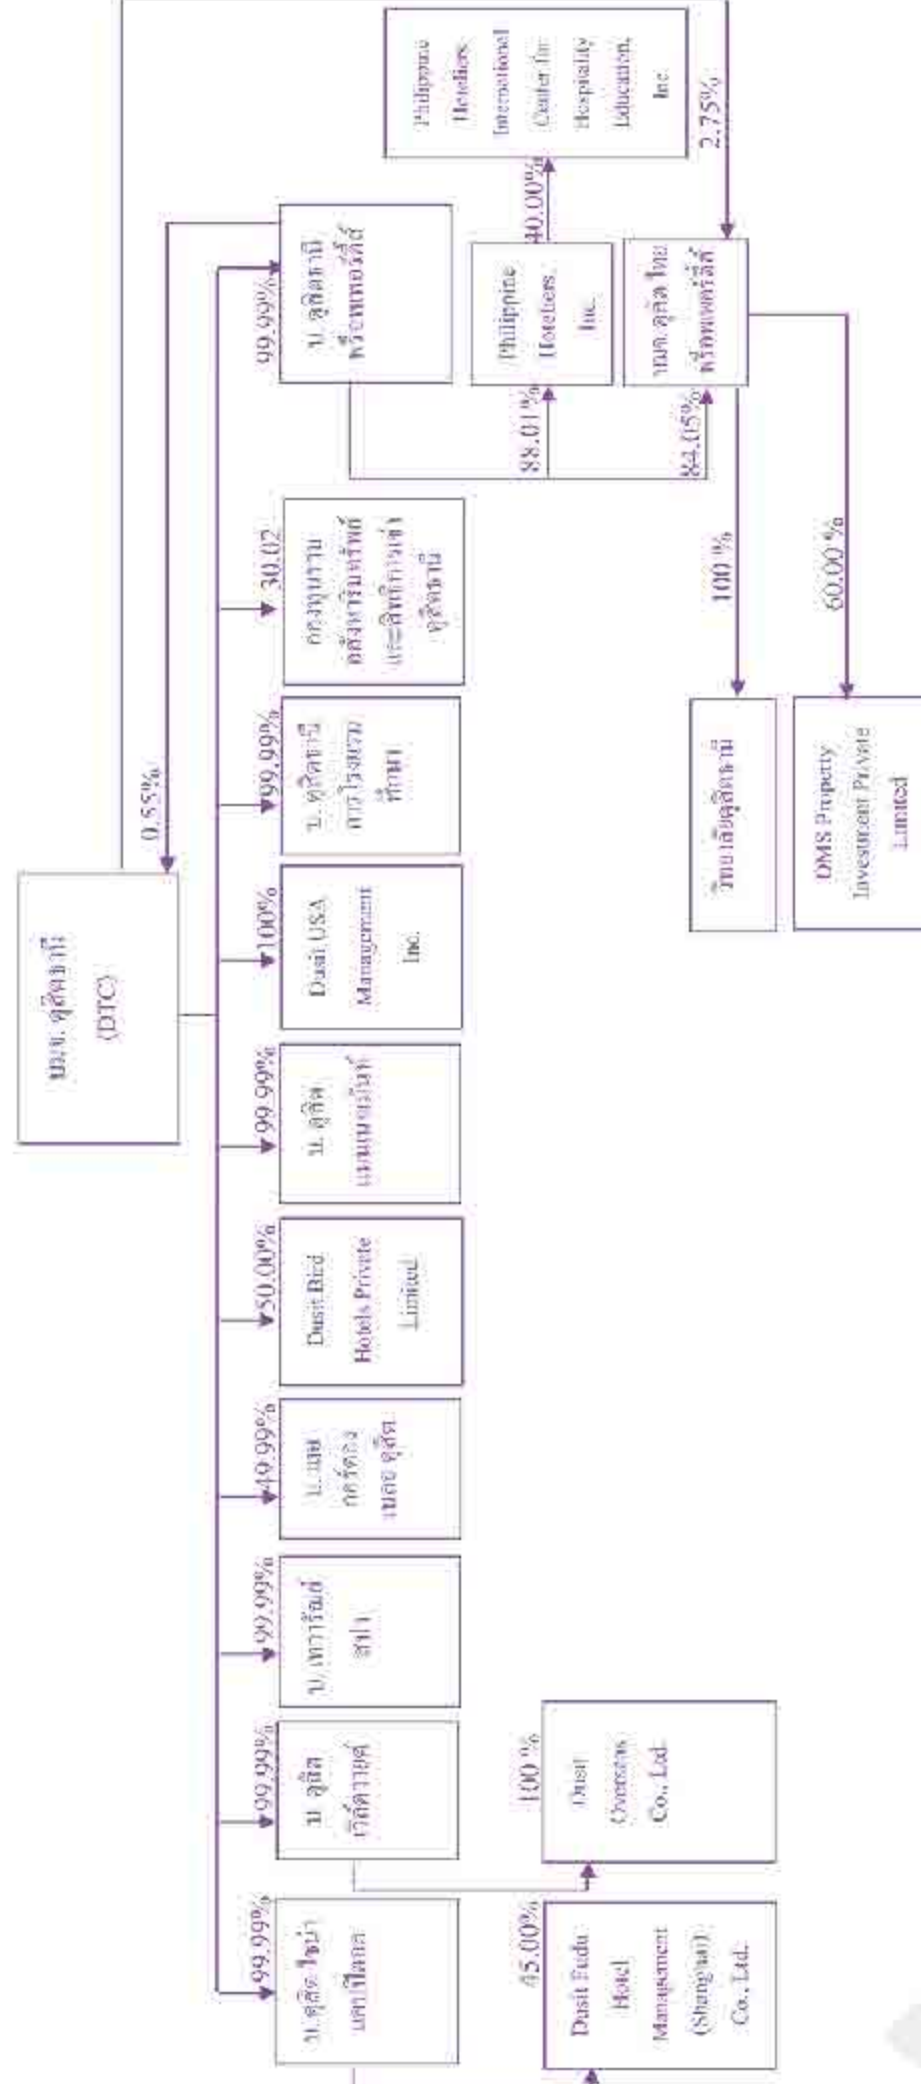 บมจ. ดุสิตธานี
(DTC)
0.55%
99.99%
99.99%
99.99%
49.99%
50.00%
99.99%
100%
99.99%
30.02
99.99%
บ. ดุสิต ไชน่า
แคปปิตอล
บ. ดุสิต
เวิลด์วายด์
บ. เทวารัณย์
สปา
ดุสิต
Dusit Bird
Hotels Private
Limited
บ. ดุสิต
แมนเนจเม้นท์
Dusit USA
Management
Inc.
บ. ดุสิตธานี
การโรงแรม
ศึกษา
กองทุนรวม
อสังหาริมทรัพย์
และสิทธิการเช่า
ดุสิตธานี
บ. ดุสิตธานี
พร็อพเพอร์ตี้ส์
45.00%
100 %
88.01%
40.00%
84.05%
2.75%
Dusit Fudu
Hotel
Management
(Shanghai)
Co., Ltd.
Dusit
Overseas
Co., Ltd.
Philippine
Hoteliers,
Inc.
Philippine
Hoteliers
International
Center for
Hospitality
Education,
Inc.
บมจ. ดุสิต ไทย
พร็อพเพอร์ตี้ส์
100 %
60.00 %
วิทยาลัยดุสิตธานี
DMS Property
Investment Private
Limited